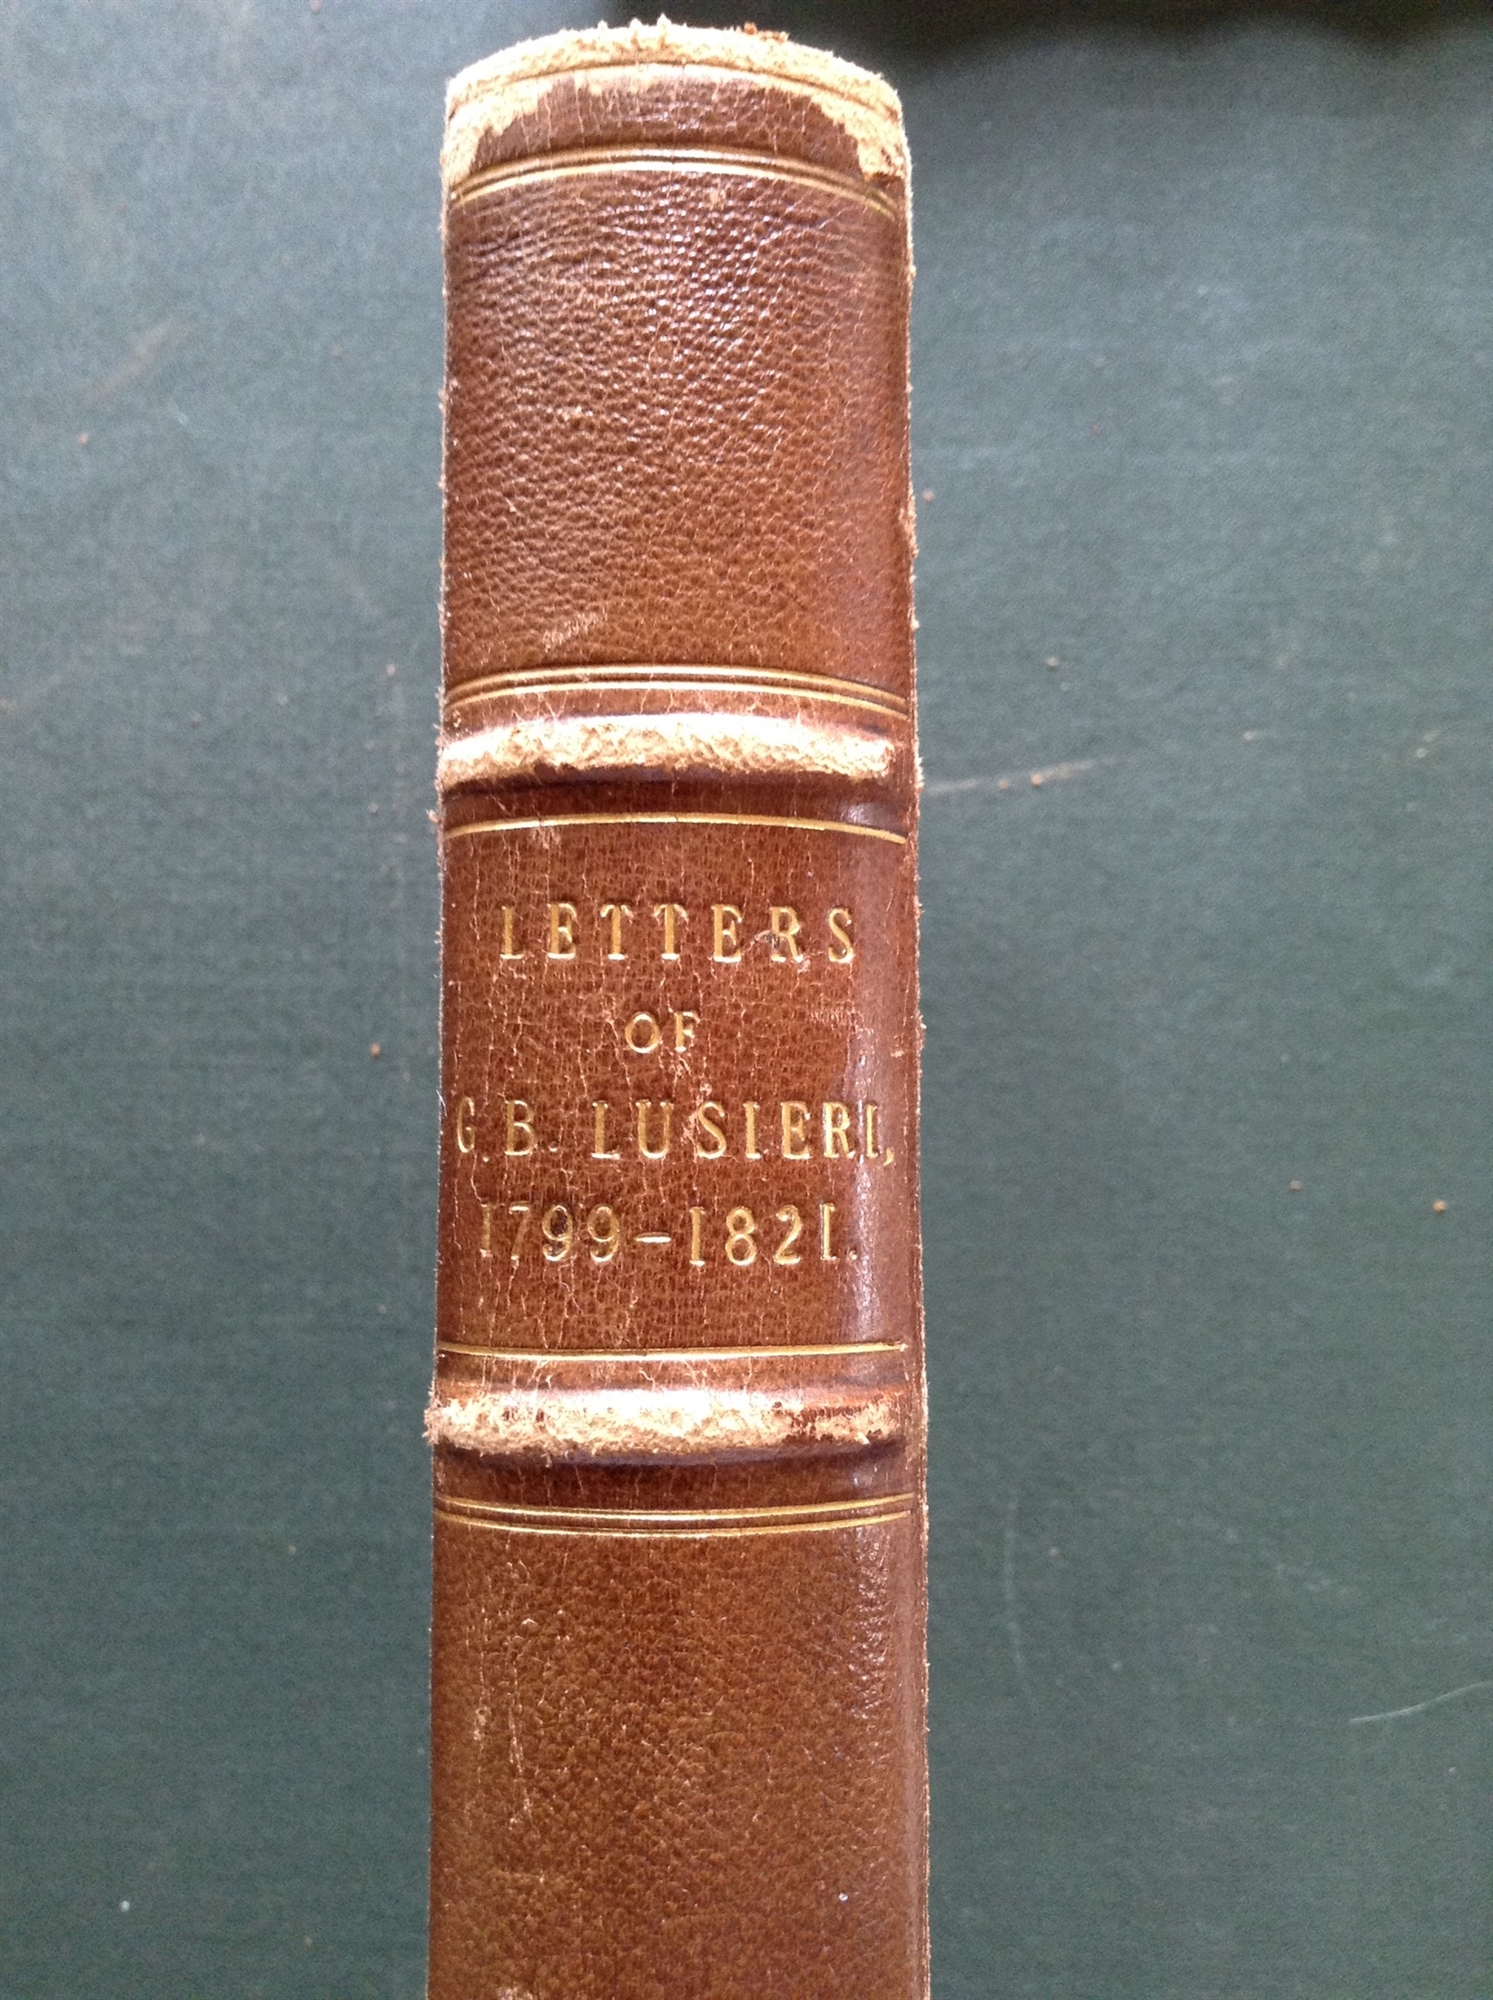 LETTERS
OF
G.B. LUSIERI,
1799-1821.